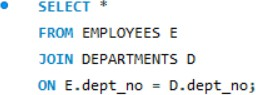 SELECT *
FROM EMPLOYEES E
JOIN DEPARTMENTS D
ON E.dept_no = D.dept_no;